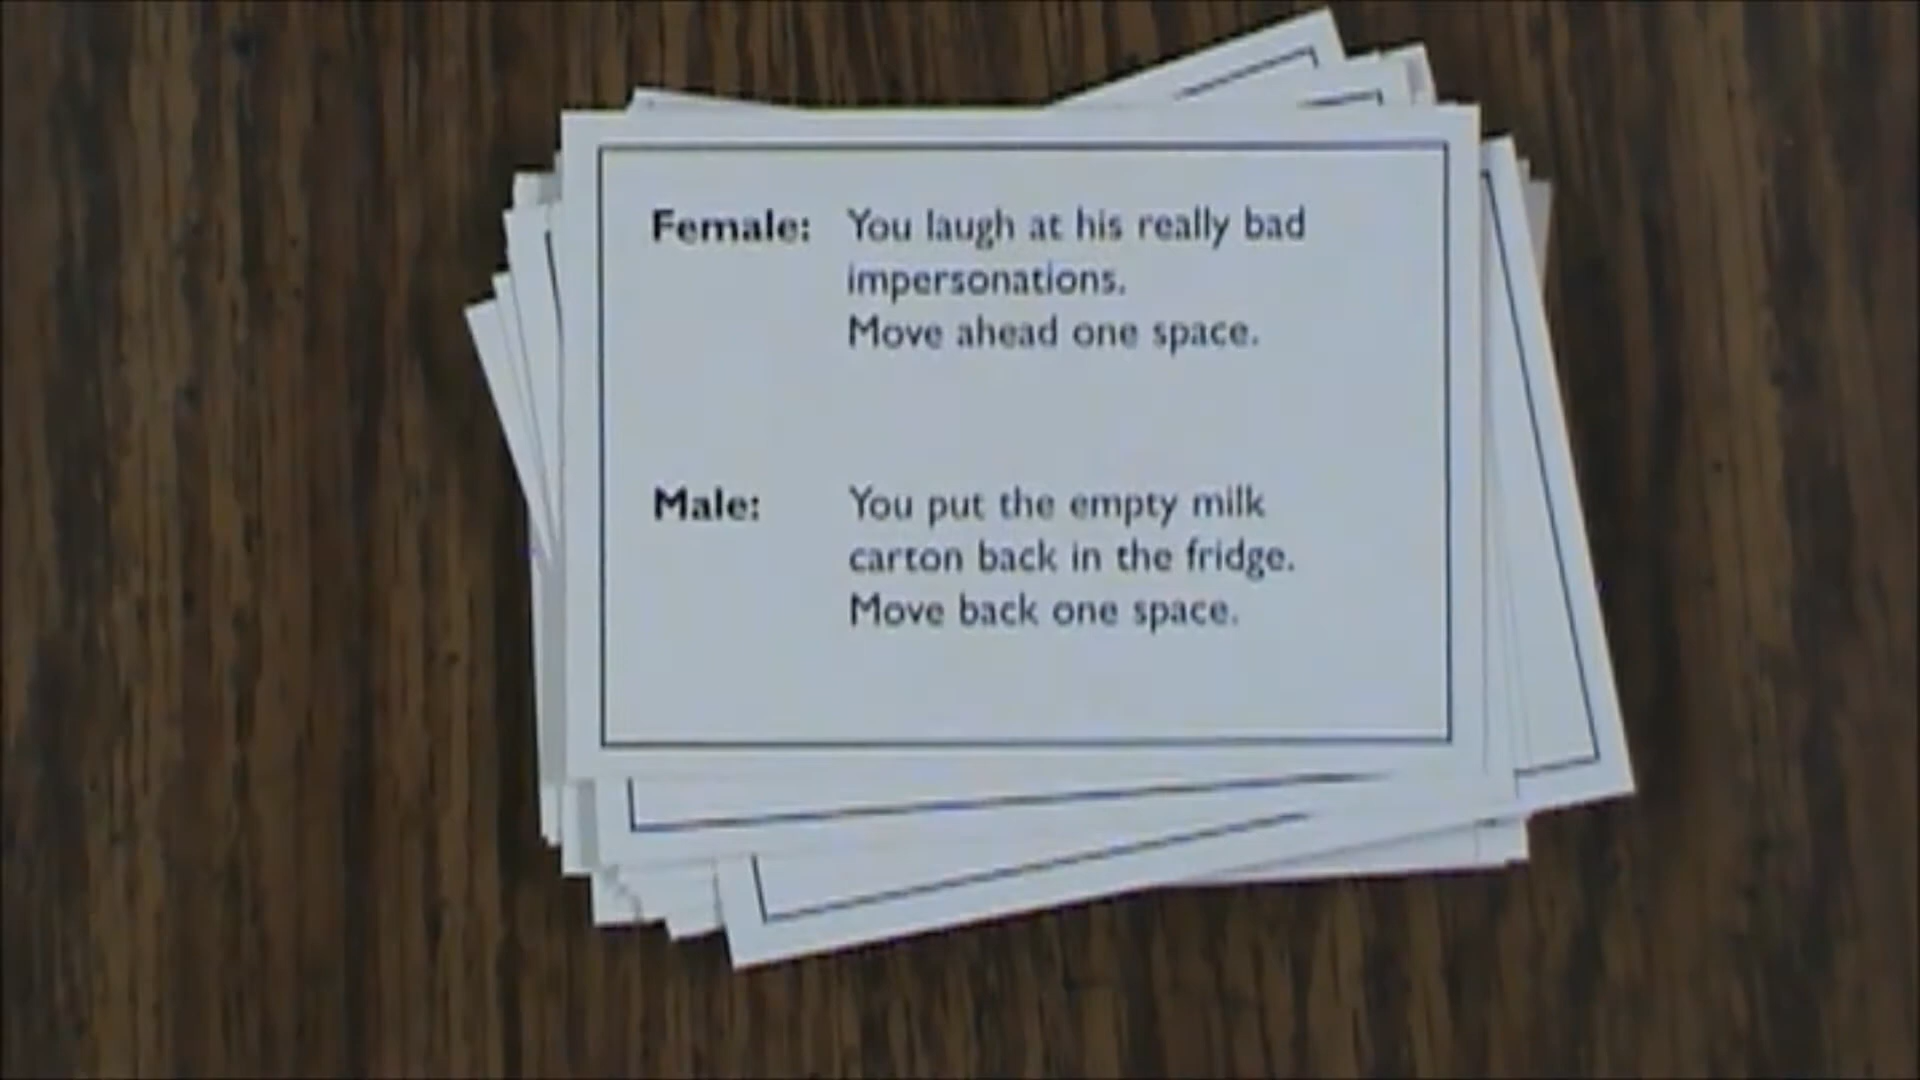 Female: You laugh at his really bad
impersonations.
Move ahead one space.
Male: You put the empty milk
carton back in the fridge.
Move back one space.